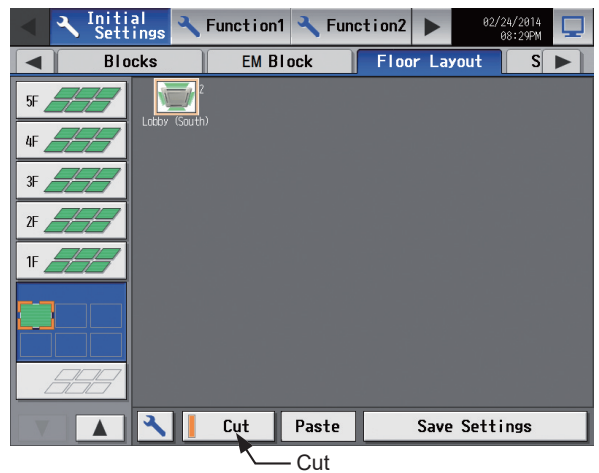 Initial
Settings
Function1
Function2
02/24/2014
08:29PM
Blocks
EM Block
Floor Layout
S
5F
2
Lobby (South)
4F
3F
2F
1F
Cut
Paste
Save Settings
Cut